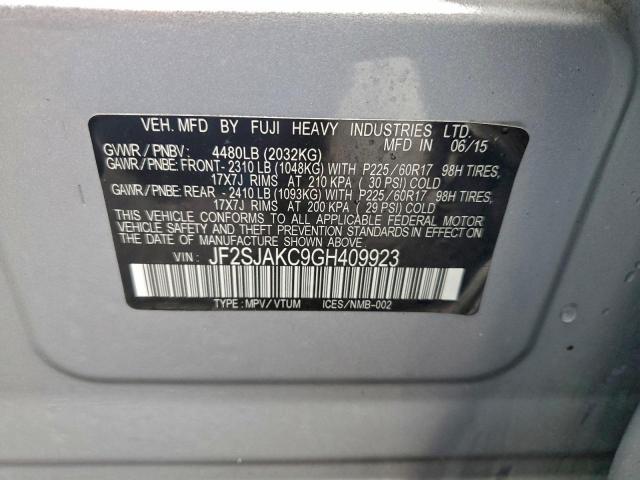 VEH. MFD BY FUJI HEAVY INDUSTRIES LTD.
MFD IN 06/15
GVWR / PNBV 4480LB (2032KG)
GAWR/PNBE: FRONT-2310 LB (1048KG) WITH P225/60R17 98H TIRES,
17X7J RIMS AT 210 KPA ( 30 PSI) COLD
GAWR/PNBE: REAR - 2410 LB (1093KG) WITH P225/60R17 98H TIRES,
17X7J RIMS AT 200 KPA ( 29 PSI) COLD
THIS VEHICLE CONFORMS TO ALL APPLICABLE FEDERAL MOTOR
VEHICLE SAFETY AND THEFT PREVENTION STANDARDS IN
EFFECT ON THE DATE OF MANUFACTURE SHOWN ABOVE.
VIN: JF2SJAKC9GH409923
TYPE : MPV/VTUM ICES/NMB-002